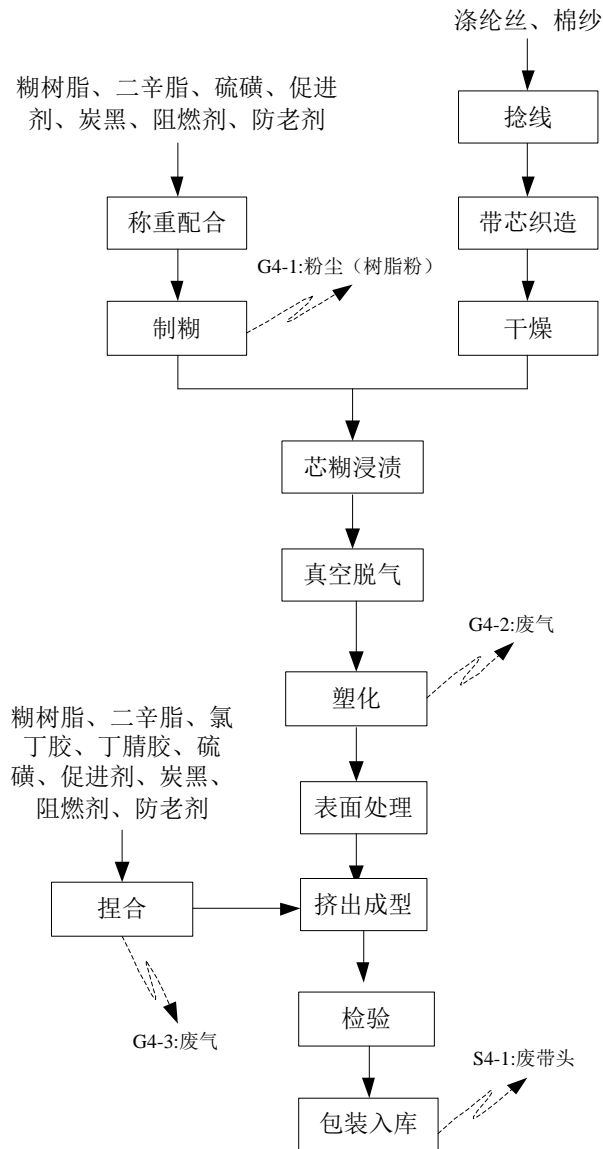 涤纶丝、棉纱
糊树脂、二辛脂、硫磺、促进
剂、炭黑、阻燃剂、防老剂
捻线
称重配合
带芯织造
G4-1:粉尘（树脂粉）
制糊
干燥
芯糊浸渍
真空脱气
G4-2:废气
塑化
糊树脂、二辛脂、氯
丁胶、丁腈胶、硫
磺、促进剂、炭黑、
阻燃剂、防老剂
表面处理
捏合
挤出成型
检验
G4-3:废气
S4-1:废带头
包装入库